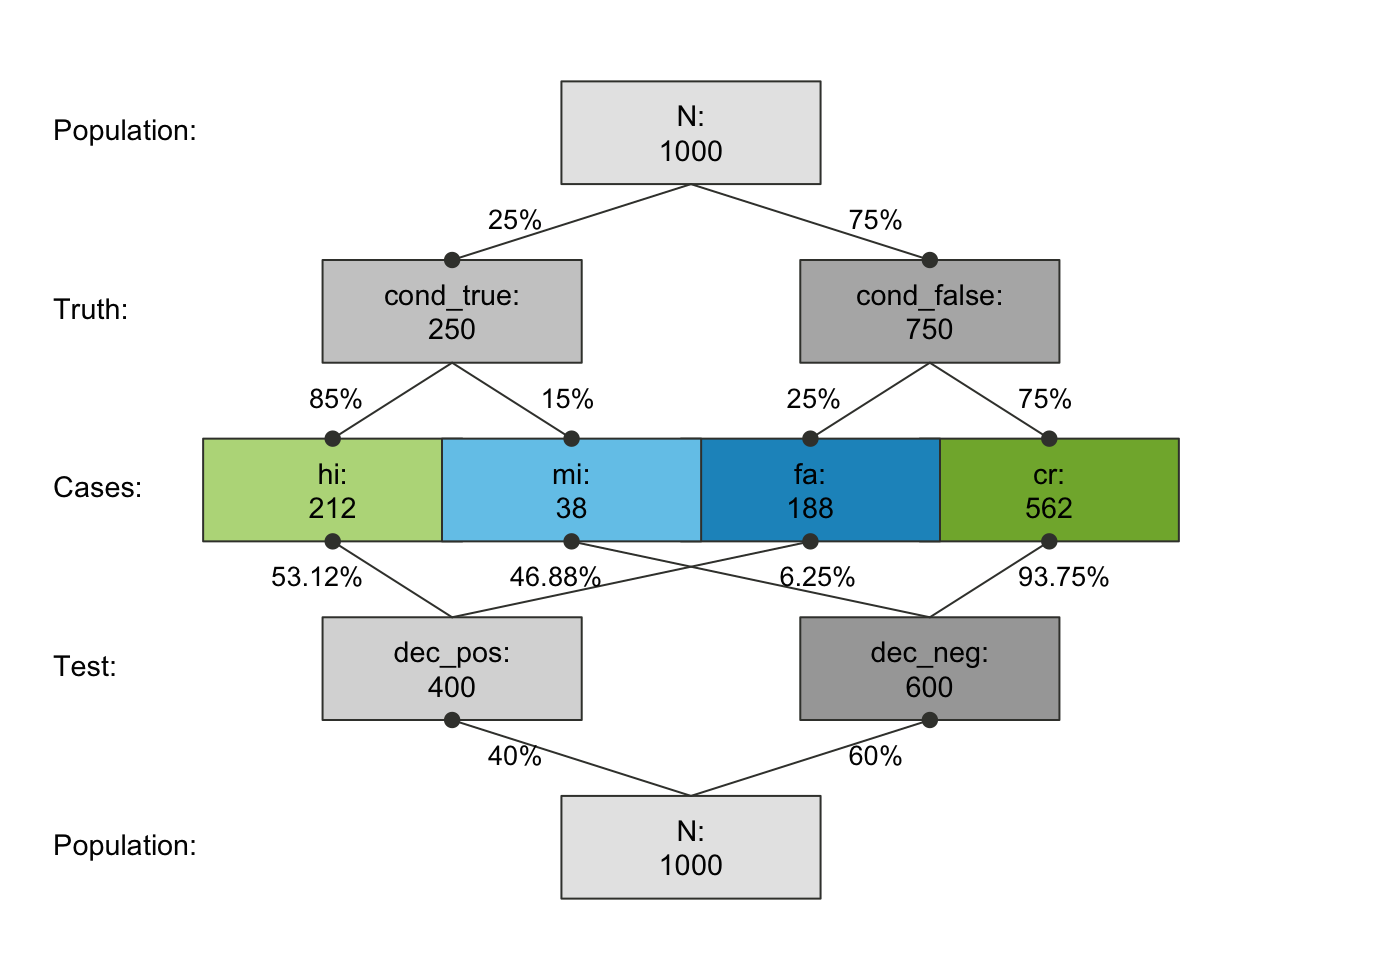 N:
Population:
1000
25%
75%
cond_true:
cond_false:
Truth:
250
750
85%
15%
25%
75%
hi:
mi:
fa:
cr:
Cases:
212
38
188
562
53.12%
46.88%
6.25%
93.75%
dec_pos:
dec_neg:
Test:
400
600
40%
60%
N:
Population:
1000